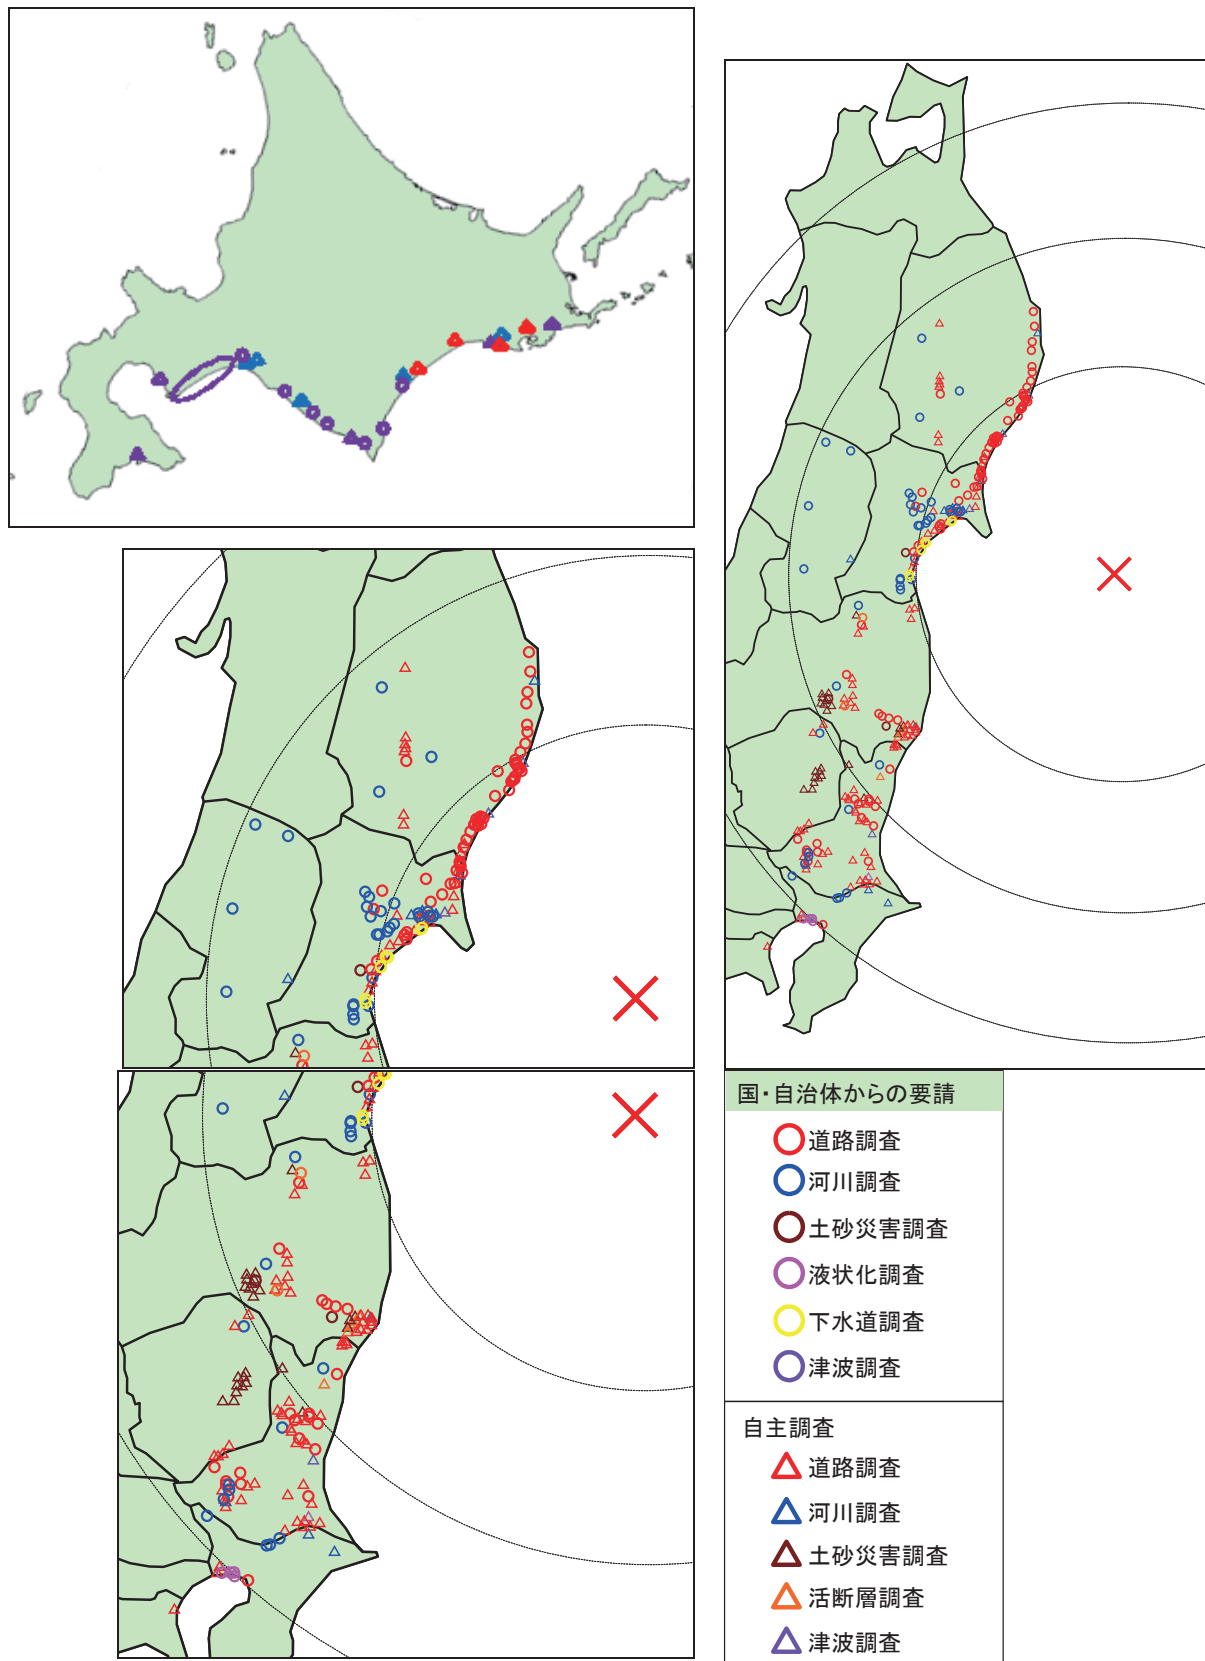 国・自治体からの要請
道路調査
河川調査
土砂災害調査
液状化調査
下水道調査
津波調査
自主調査
道路調査
河川調査
土砂災害調査
活断層調査
津波調査